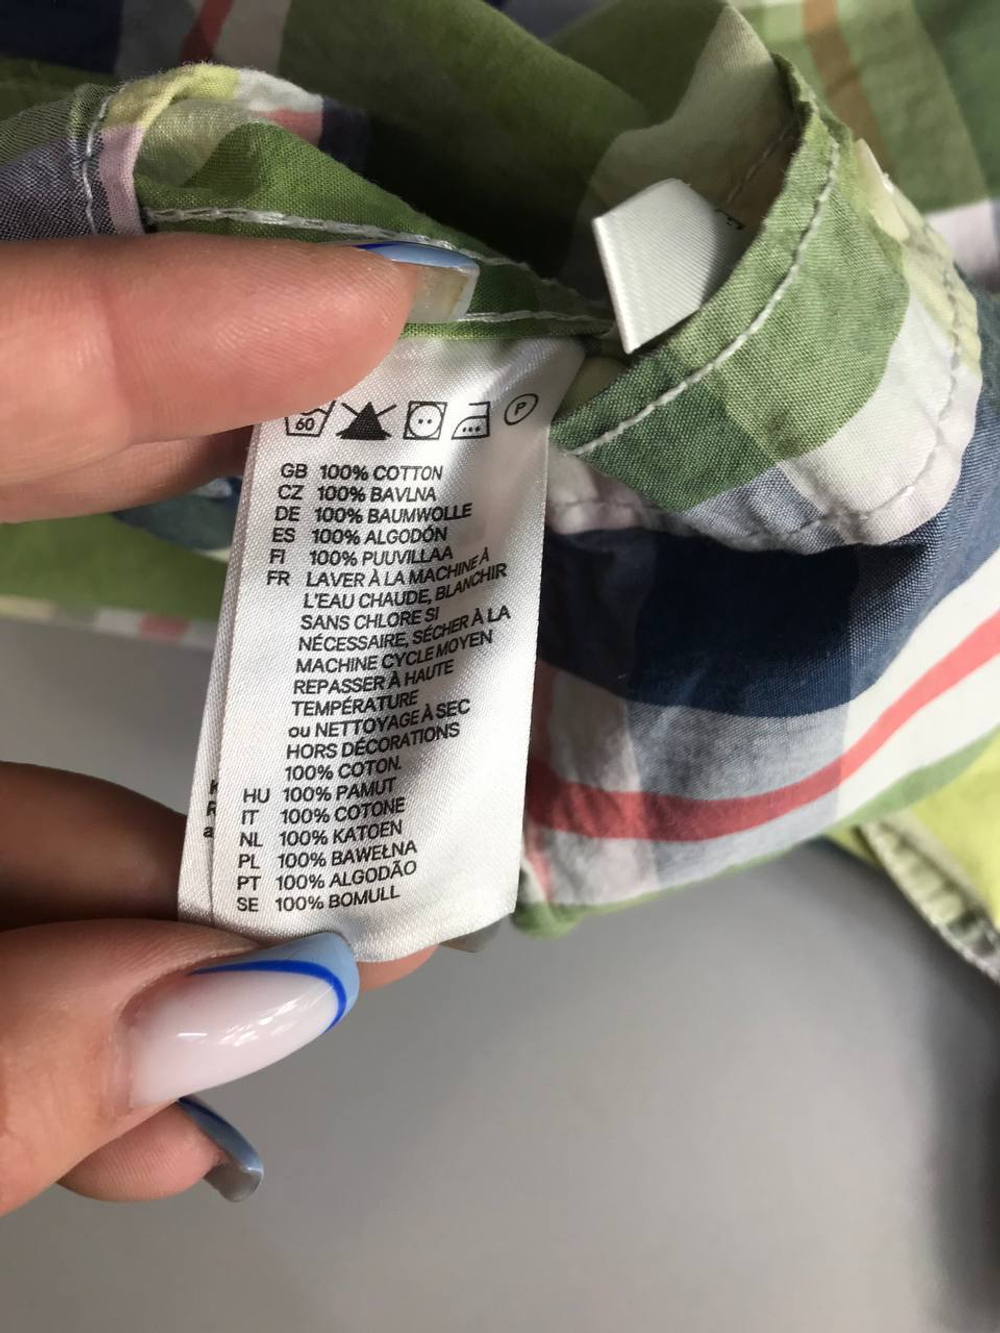 60
P
GB 100% COTTON
CZ 100% BAVLNA
DE 100% BAUMWOLLE
ES 100% ALGODÓN
FI 100% PUUVILLAA
FR LAVER À LA MACHINE À
L'EAU CHAUDE, BLANCHIR
SANS CHLORE SI
NÉCESSAIRE, SÉCHER À LA
MACHINE CYCLE MOYEN
REPASSER À HAUTE
TEMPÉRATURE
ou NETTOYAGE À SEC
HORS DÉCORATIONS
100% COTON.
HU 100% PAMUT
IT 100% COTONE
NL 100% KATOEN
PL 100% BAWEŁNA
PT 100% ALGODÃO
SE 100% BOMULL